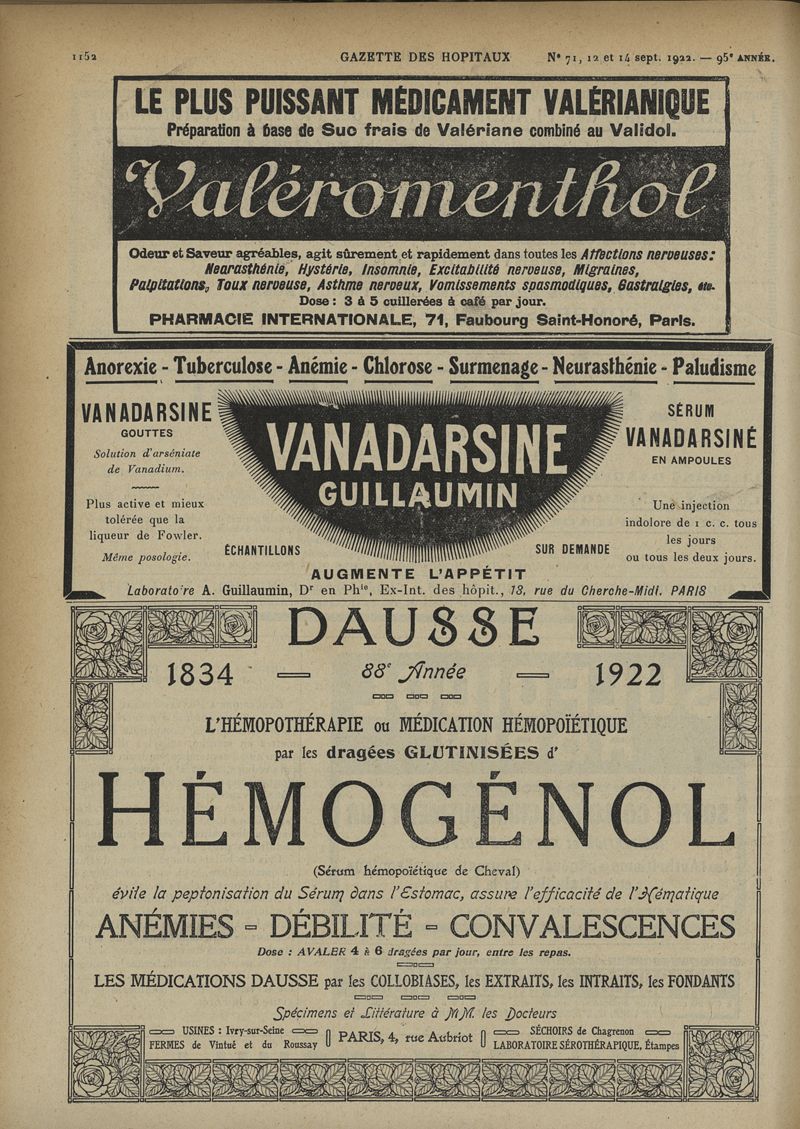 1152 GAZETTE DES HOPITAUX N° 71, 12 et 14 sept. 1922. — 95e ANNÉE.
LE PLUS PUISSANT MÉDICAMENT VALÉRIANIQUE
Préparation à base de Suc frais de Valériane combiné au Validol.
Valéromenthol
Odeur et Saveur agréables, agit sûrement et rapidement dans toutes les Affections nerveuses:
Nearasthénie, Hystérie, Insomnie, Excitabilité nerveuse, Migraines,
Palpitations, Toux nerveuse, Asthme nerveux, Vomissements spasmodiques, Gastralgies, etc.
Dose : 3 à 5 cuillerées à café par jour.
PHARMACIE INTERNATIONALE, 71, Faubourg Saint-Honoré, Paris.
Anorexie - Tuberculose - Anémie - Chlorose - Surmenage - Neurasthénie - Paludisme
VANADARSINE
GOUTTES
Solution d'arséniate
de Vanadium.
Plus active et mieux
tolérée que la
liqueur de Fowler.
Même posologie.
VANADARSINE
GUILLAUMIN
SÉRUM
VANADARSINÉ
EN AMPOULES
Une injection
indolore de 1 c. c. tous
les jours
ou tous les deux jours.
ÉCHANTILLONS SUR DEMANDE
AUGMENTE L'APPÉTIT
Laboratoire A. Guillaumin, Dr en Phie, Ex-Int. des hôpit., 13, rue du Cherche-Midi. PARIS
DAUSSE
1834 — 88e Année — 1922
L'HÉMOPOTHÉRAPIE ou MÉDICATION HÉMOPOÏÉTIQUE
par les dragées GLUTINISÉES d'
HÉMOGÉNOL
(Sérum hémopoïétique de Cheval)
évite la peptonisation du Sérum dans l'Estomac, assure l'efficacité de l'Hématique
ANÉMIES - DÉBILITÉ - CONVALESCENCES
Dose : AVALER 4 à 6 dragées par jour, entre les repas.
LES MÉDICATIONS DAUSSE par les COLLOBIASES, les EXTRAITS, les INTRAITS, les FONDANTS
Spécimens et Littérature à MM. les Docteurs
USINES : Ivry-sur-Seine
FERMES de Vintué et du Roussay
PARIS, 4, rue Aubriot
SÉCHOIRS de Chagrenon
LABORATOIRE SÉROTHÉRAPIQUE, Étampes